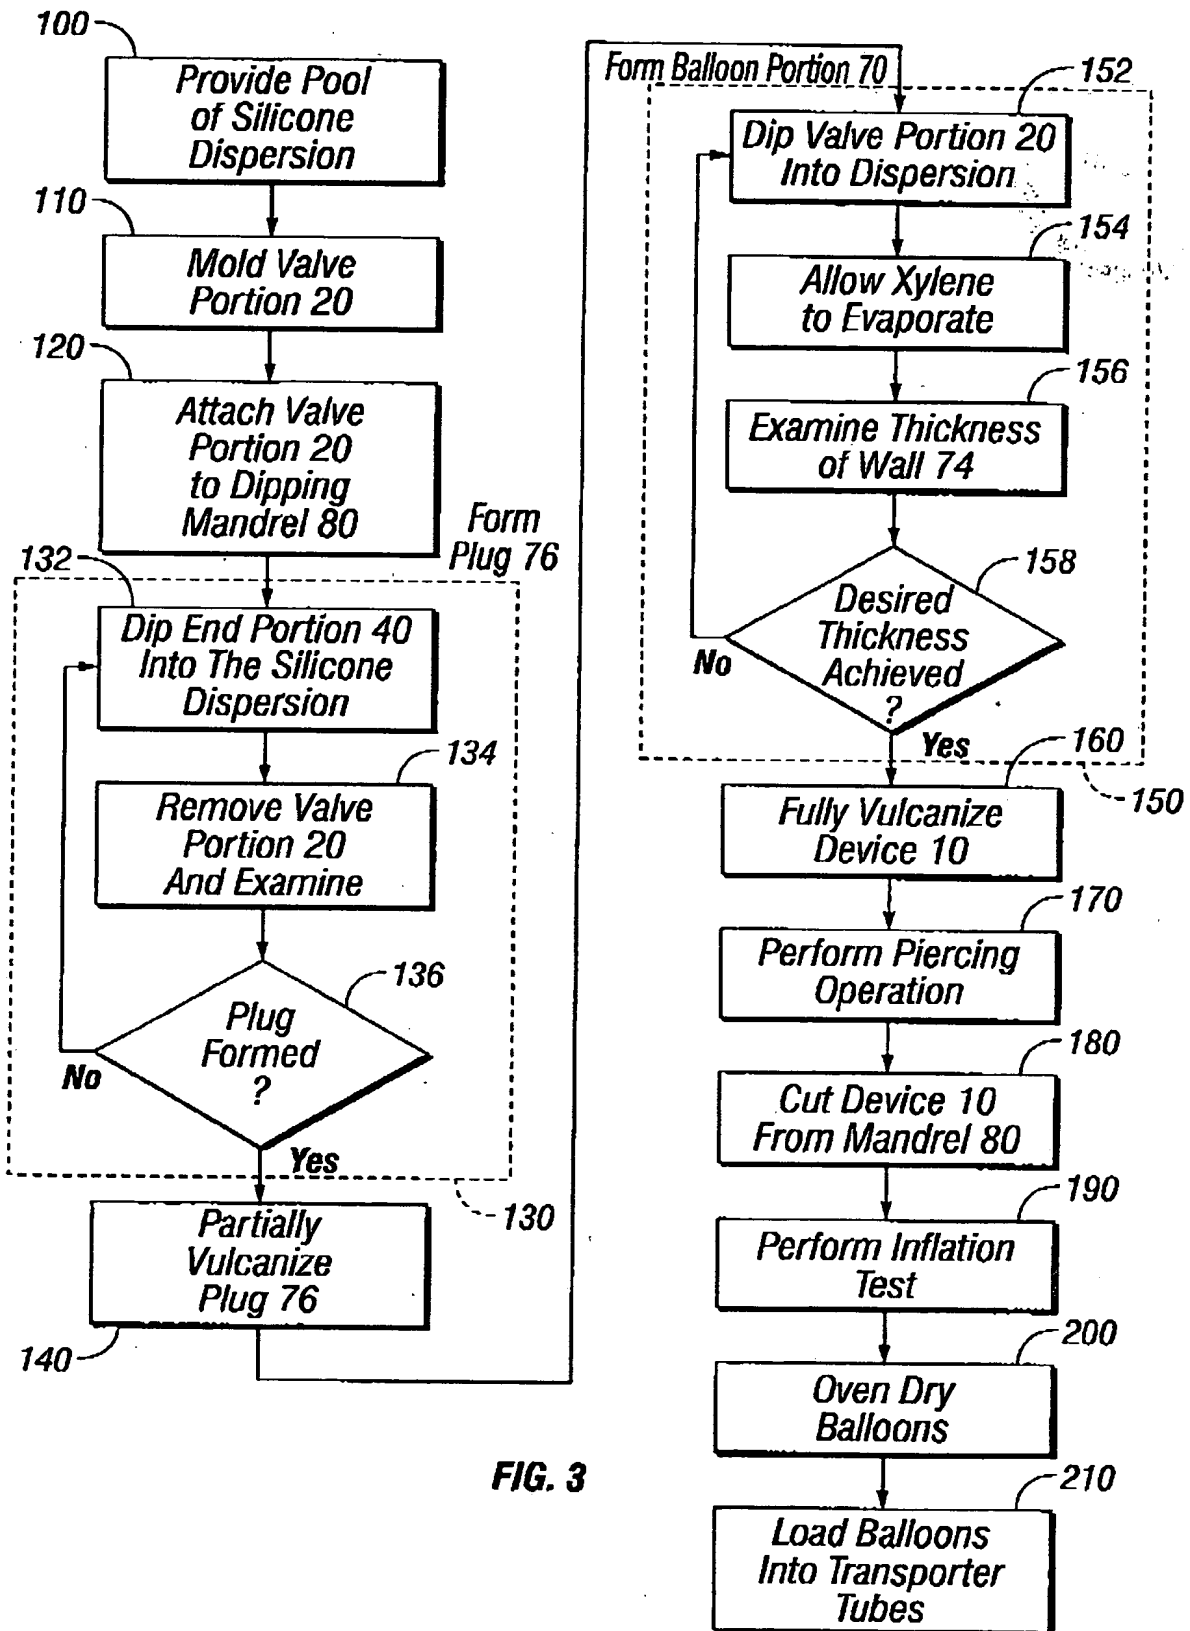 100
Provide Pool
of Silicone
Dispersion
110
Mold Valve
Portion 20
120
Attach Valve
Portion 20
to Dipping
Mandrel 80
Form
Plug 76
132
Dip End Portion 40
Into The Silicone
Dispersion
134
Remove Valve
Portion 20
And Examine
136
Plug
Formed
?
No
Yes
130
Partially
Vulcanize
Plug 76
140
Form Balloon Portion 70
152
Dip Valve Portion 20
Into Dispersion
154
Allow Xylene
to Evaporate
156
Examine Thickness
of Wall 74
158
Desired
Thickness
Achieved
?
No
Yes
160
150
Fully Vulcanize
Device 10
170
Perform Piercing
Operation
180
Cut Device 10
From Mandrel 80
190
Perform Inflation
Test
200
Oven Dry
Balloons
210
Load Balloons
Into Transporter
Tubes
FIG. 3